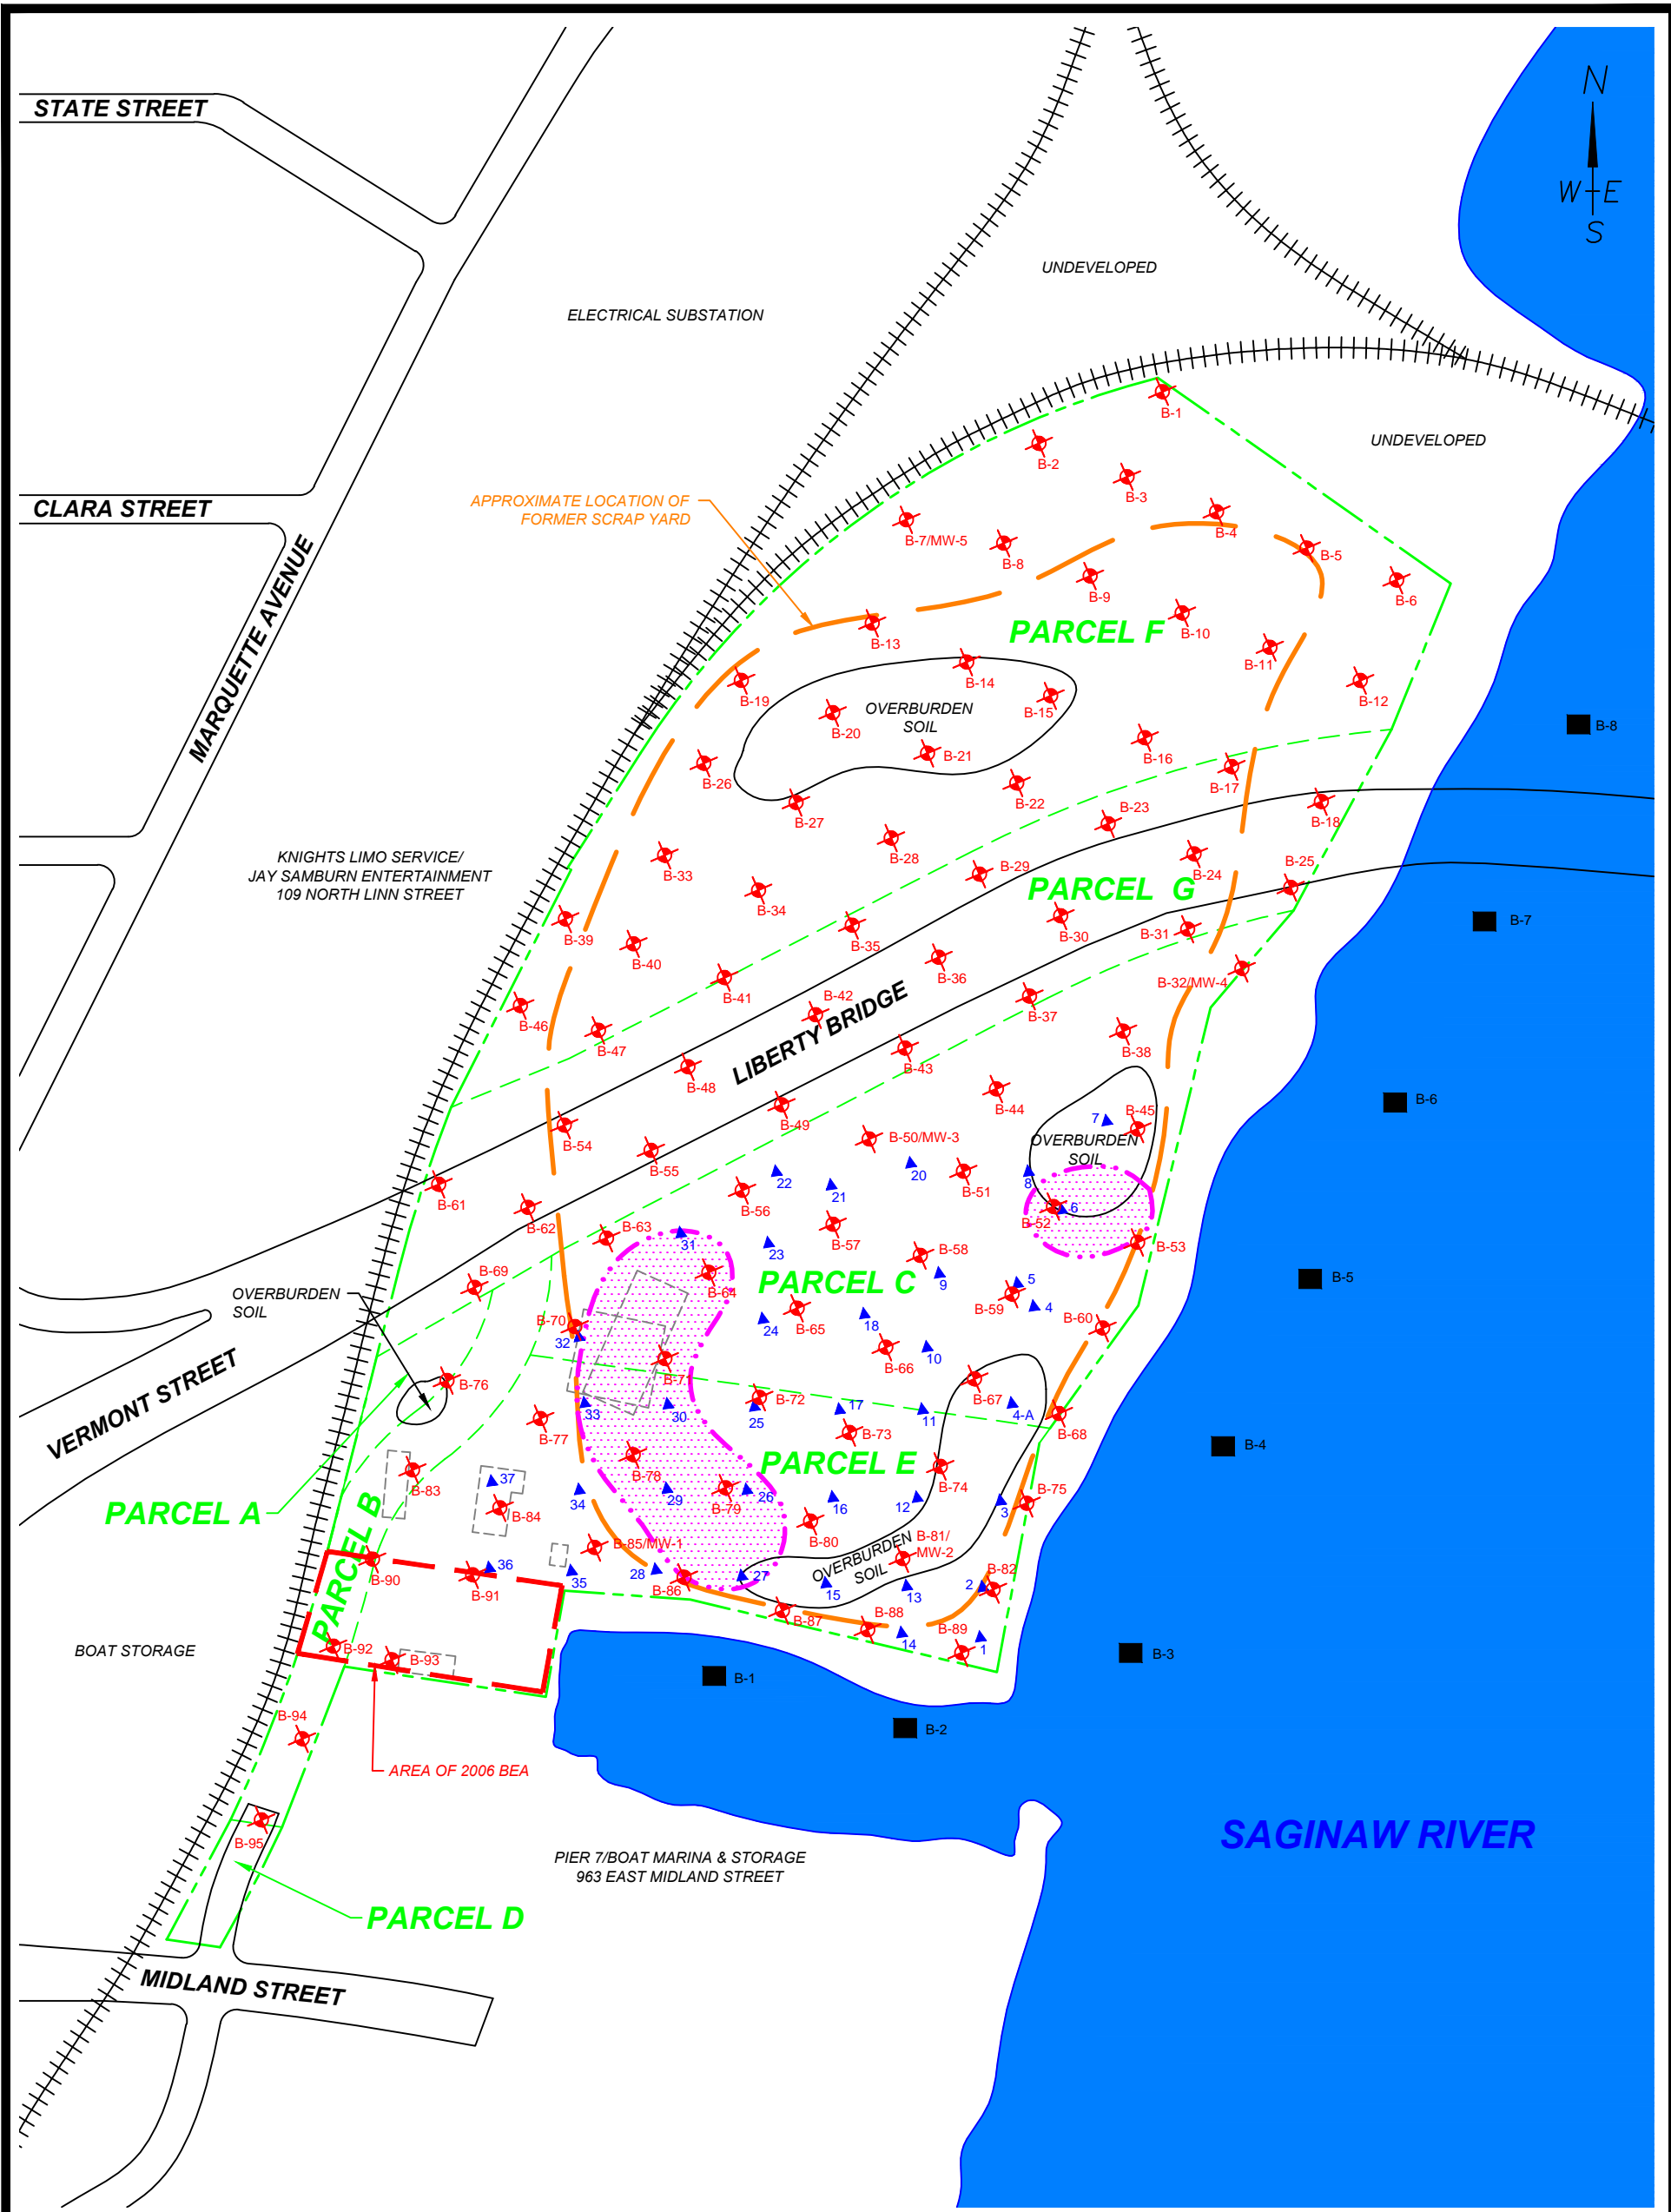 STATE STREET
N
W E
S
UNDEVELOPED
ELECTRICAL SUBSTATION
B-1
UNDEVELOPED
B-2
B-3
CLARA STREET
APPROXIMATE LOCATION OF
FORMER SCRAP YARD
B-4
B-7/MW-5
B-5
B-8
B-6
B-9
MARQUETTE AVENUE
B-10
PARCEL F
B-13
B-11
B-14
B-12
B-19
B-15
OVERBURDEN
SOIL
B-20
B-8
B-21
B-16
B-26
B-17
B-22
B-23
B-18
B-27
B-28
KNIGHTS LIMO SERVICE/
JAY SAMBURN ENTERTAINMENT
109 NORTH LINN STREET
B-33
B-29
B-24
B-25
PARCEL G
B-34
B-7
B-39
B-35
B-30
B-31
B-40
B-36
B-32/MW-4
B-41
B-42
B-37
B-46
B-47
B-38
LIBERTY BRIDGE
B-43
B-48
B-44
B-6
B-49
7
B-45
B-54
B-50/MW-3
OVERBURDEN
SOIL
B-55
22
20
B-51
8
B-61
21
B-56
B-52
6
B-62
B-63
31
23
B-57
B-53
B-58
B-5
B-69
B-64
PARCEL C
9
5
OVERBURDEN
SOIL
B-59
4
B-70
32
24
B-65
18
B-60
B-66
10
VERMONT STREET
B-71
B-76
B-67
33
30
B-72
25
17
11
4-A
B-68
B-77
B-73
B-4
PARCEL E
B-78
B-74
B-83
37
34
29
B-79
26
16
12
3
B-75
PARCEL A
PARCEL B
B-84
B-80
B-85/MW-1
B-81/
MW-2
OVERBURDEN
SOIL
B-90
B-91
36
35
28
B-86
27
15
13
2
B-82
B-87
B-88
14
B-89
1
BOAT STORAGE
B-92
B-93
B-3
B-1
B-94
B-2
AREA OF 2006 BEA
B-95
SAGINAW RIVER
PIER 7/BOAT MARINA & STORAGE
963 EAST MIDLAND STREET
PARCEL D
MIDLAND STREET